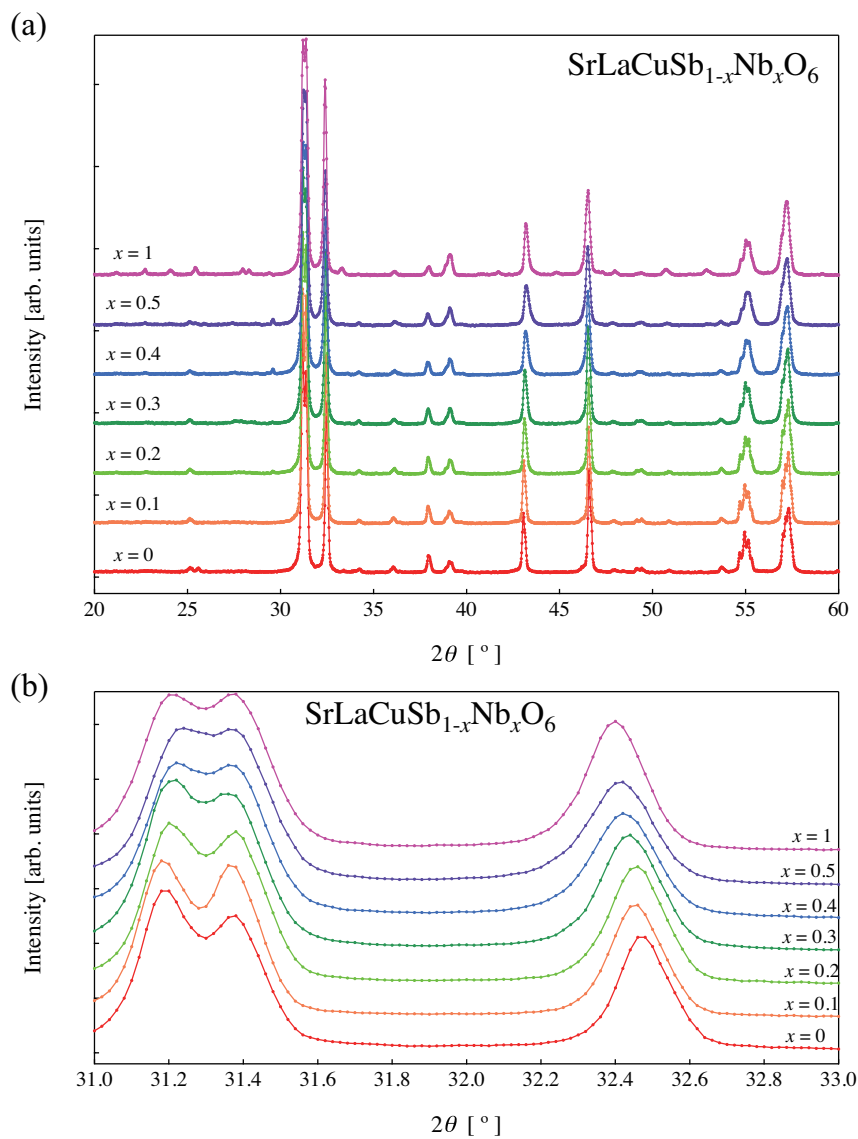 (a)
SrLaCuSb1-xNbxO6
Intensity [arb. units]
x = 1
x = 0.5
x = 0.4
x = 0.3
x = 0.2
x = 0.1
x = 0
20 25 30 35 40 45 50 55 60
2θ [ ° ]
(b)
SrLaCuSb1-xNbxO6
Intensity [arb. units]
x = 1
x = 0.5
x = 0.4
x = 0.3
x = 0.2
x = 0.1
x = 0
31.0 31.2 31.4 31.6 31.8 32.0 32.2 32.4 32.6 32.8 33.0
2θ [ ° ]